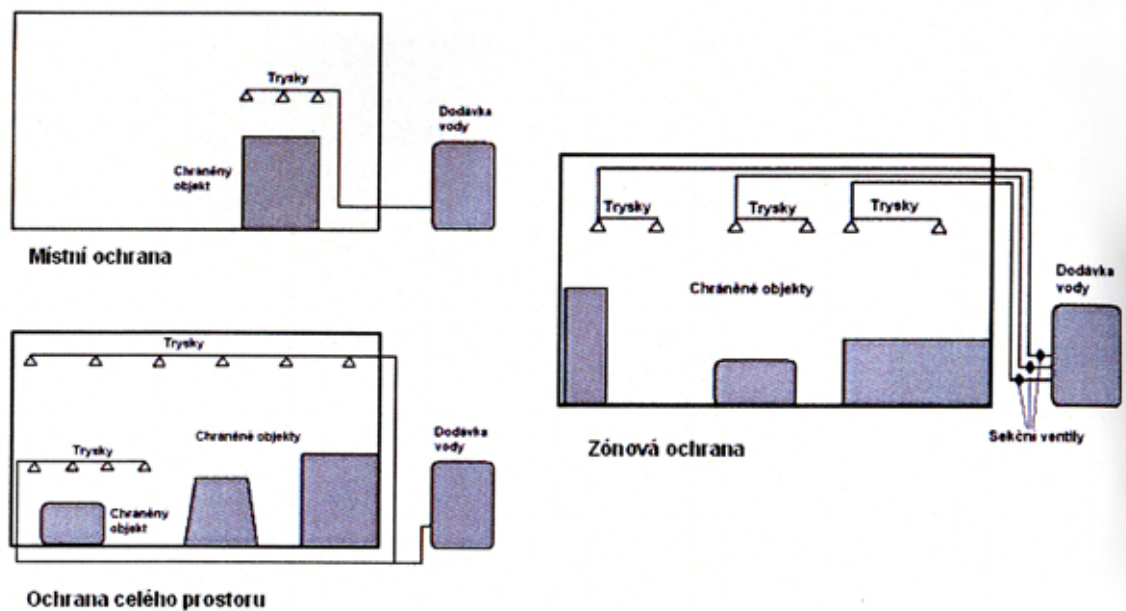 Trysky
Dodávka
vody
Chráněný
objekt
Místní ochrana
Trysky
Chráněné objekty
Trysky
Chráněný
objekt
Dodávka
vody
Ochrana celého prostoru
Trysky
Trysky
Trysky
Chráněné objekty
Dodávka
vody
Sekční ventily
Zónová ochrana